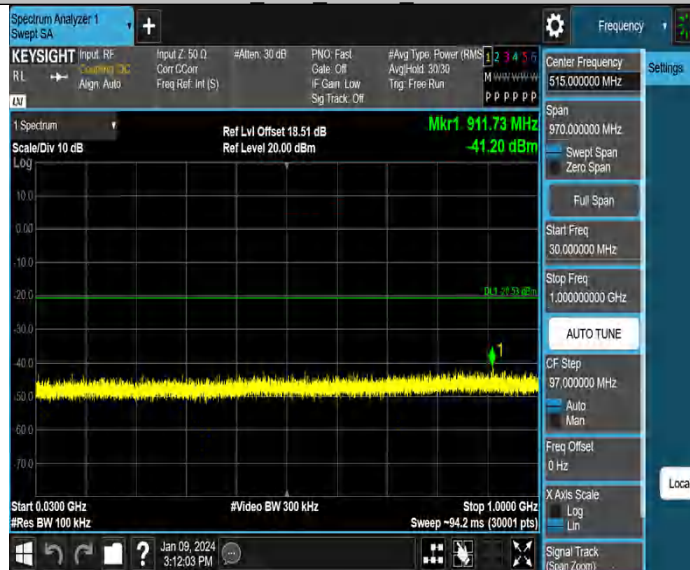 Spectrum Analyzer 1
Swept SA
+
Frequency
KEYSIGHT
Input: RF
Coupling: DC
Align: Auto
Input Z: 50 Ω
Corr CCorr
Freq Ref: Int (S)
#Atten: 30 dB
PNO: Fast
Gate: Off
IF Gain: Low
Sig Track: Off
#Avg Type: Power (RMS
Avg|Hold: 30/30
Trig: Free Run
1 2 3 4 5 6
M W W W W W
P P P P P P
R L
LXI
1 Spectrum
Scale/Div 10 dB
Log
Ref Lvl Offset 18.51 dB
Ref Level 20.00 dBm
Mkr1 911.73 MHz
-41.20 dBm
10.0
0.00
-10.0
-20.0
-30.0
-40.0
-50.0
-60.0
-70.0
1
Start 0.0300 GHz
#Res BW 100 kHz
#Video BW 300 kHz
Stop 1.0000 GHz
Sweep ~94.2 ms (30001 pts)
?
Jan 09, 2024
3:12:03 PM
Center Frequency
515.000000 MHz
Settings
Span
970.000000 MHz
Swept Span
Zero Span
Full Span
Start Freq
30.000000 MHz
Stop Freq
1.000000000 GHz
AUTO TUNE
CF Step
97.000000 MHz
Auto
Man
Freq Offset
0 Hz
X Axis Scale
Log
Lin
Loca
Signal Track
(Span Zoom)